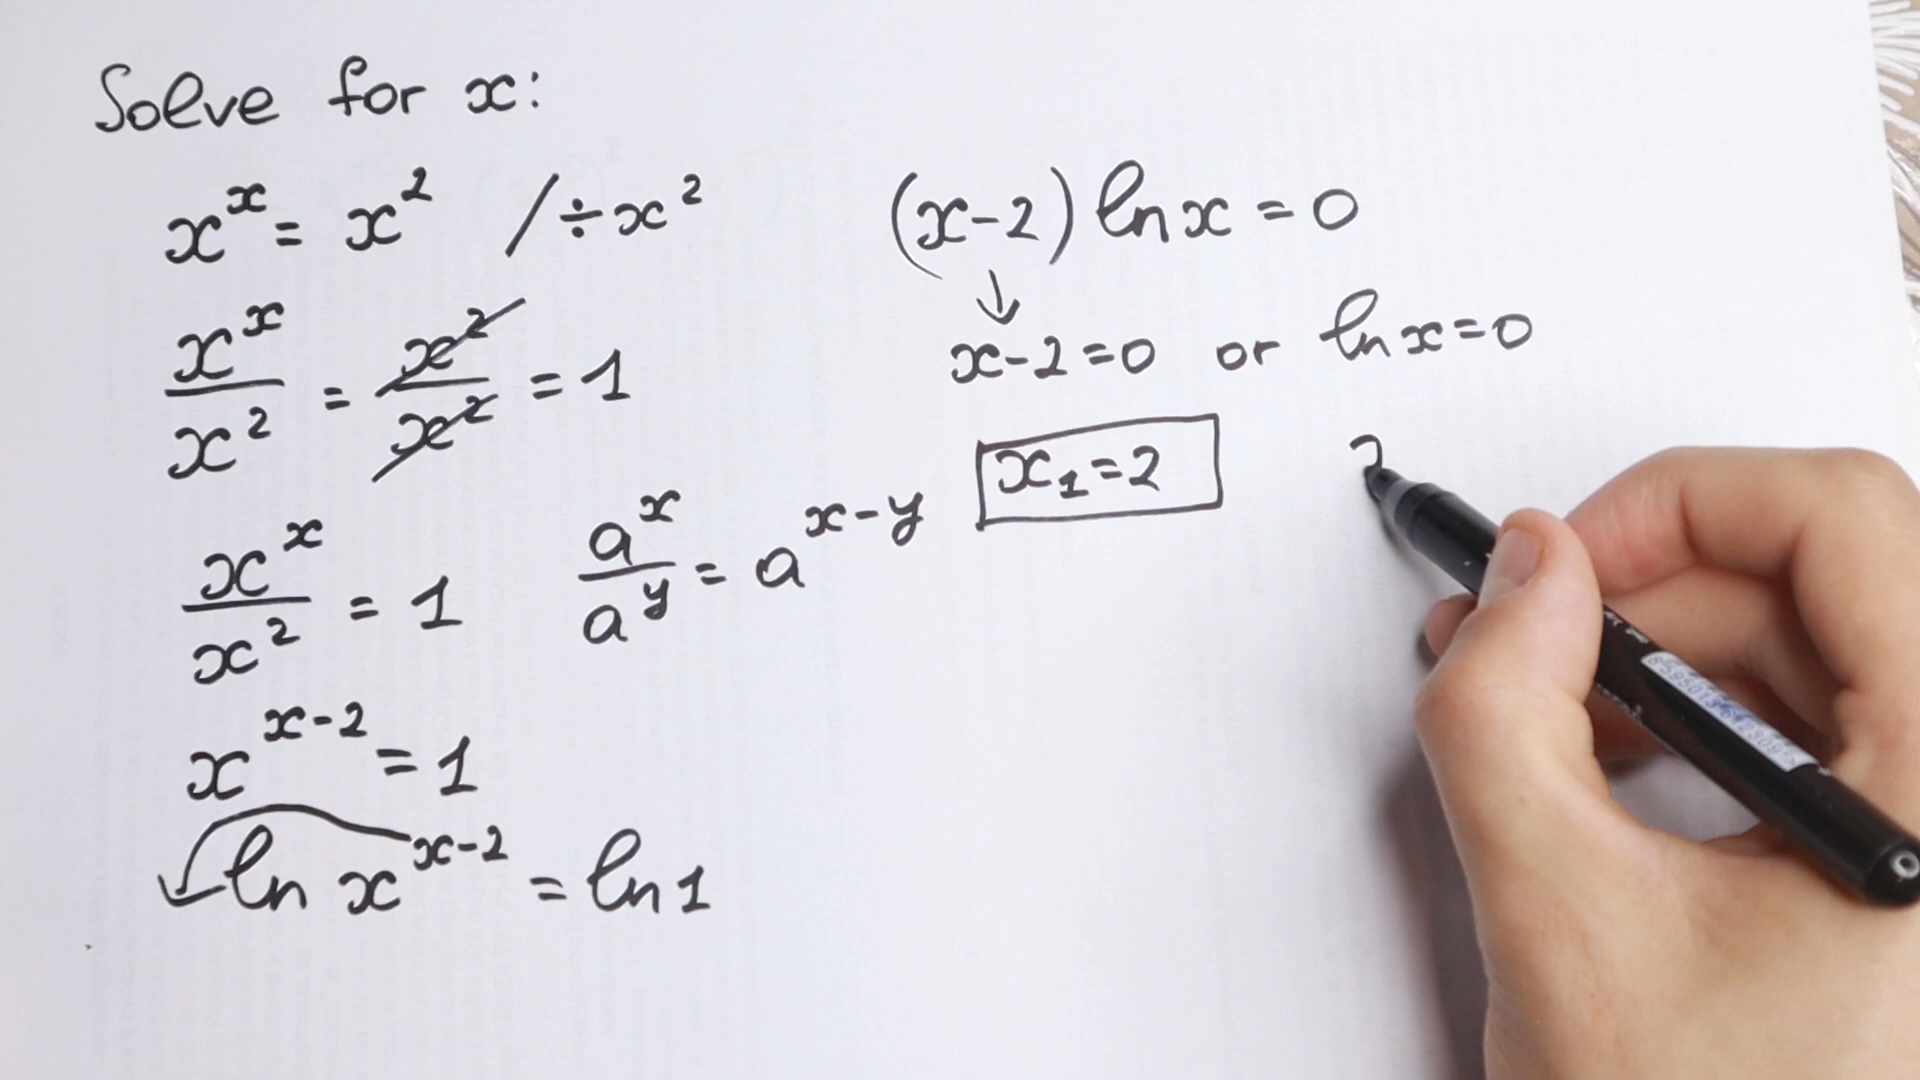 Solve for x:
x^x = x^2 / ÷ x^2
x^x / x^2 = x^2 / x^2 = 1
x^x / x^2 = 1
a^x / a^y = a^(x-y)
x^(x-2) = 1
ln x^(x-2) = ln 1
(x-2) ln x = 0
↓
x-2=0 or ln x=0
x₁=2